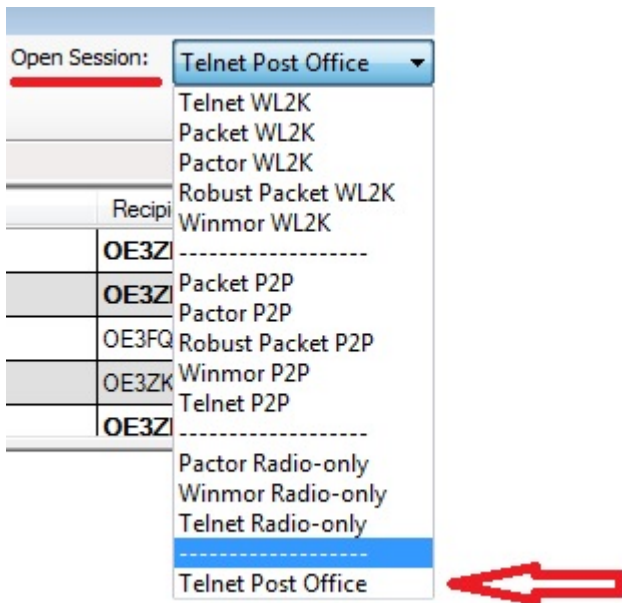 Open Session: Telnet Post Office
Telnet WL2K
Packet WL2K
Pactor WL2K
Robust Packet WL2K
Winmor WL2K
-------------------
Packet P2P
Pactor P2P
Robust Packet P2P
Winmor P2P
Telnet P2P
-------------------
Pactor Radio-only
Winmor Radio-only
Telnet Radio-only
-------------------
Telnet Post Office
Recipi
OE3Z
OE3Z
OE3FQ
OE3ZK
OE3Z